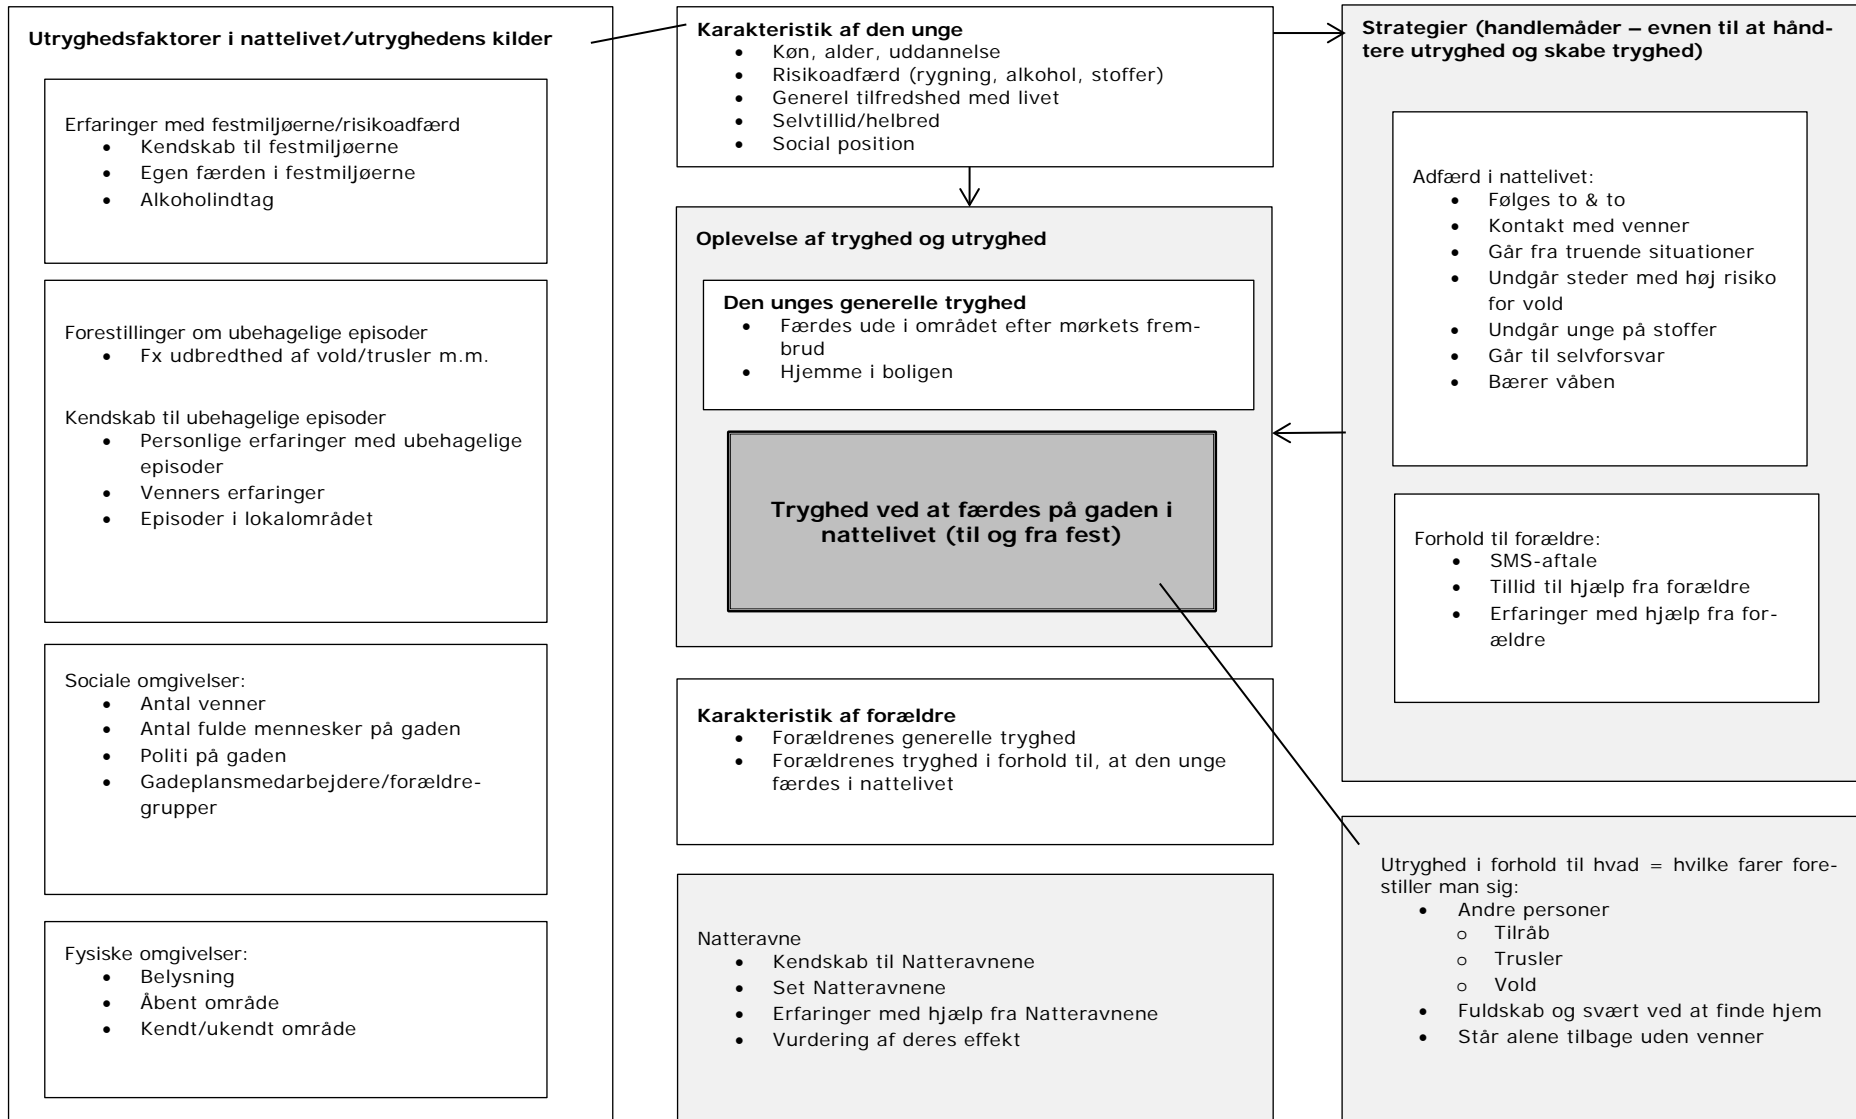 Utryghedsfaktorer i nattelivet/utryghedens kilder
Erfaringer med festmiljøerne/risikoadfærd
• Kendskab til festmiljøerne
• Egen færden i festmiljøerne
• Alkoholindtag
Forestillinger om ubehagelige episoder
• Fx udbredthed af vold/trusler m.m.
Kendskab til ubehagelige episoder
• Personlige erfaringer med ubehagelige
episoder
• Venners erfaringer
• Episoder i lokalområdet
Sociale omgivelser:
• Antal venner
• Antal fulde mennesker på gaden
• Politi på gaden
• Gadeplansmedarbejdere/forældre-
grupper
Fysiske omgivelser:
• Belysning
• Åbent område
• Kendt/ukendt område
Karakteristik af den unge
• Køn, alder, uddannelse
• Risikoadfærd (rygning, alkohol, stoffer)
• Generel tilfredshed med livet
• Selvtillid/helbred
• Social position
Oplevelse af tryghed og utryghed
Den unges generelle tryghed
• Færdes ude i området efter mørkets frem-
brud
• Hjemme i boligen
Tryghed ved at færdes på gaden i
nattelivet (til og fra fest)
Karakteristik af forældre
• Forældrenes generelle tryghed
• Forældrenes tryghed i forhold til, at den unge
færdes i nattelivet
Natteravne
• Kendskab til Natteravnene
• Set Natteravnene
• Erfaringer med hjælp fra Natteravnene
• Vurdering af deres effekt
Strategier (handlemåder – evnen til at hånd-
tere utryghed og skabe tryghed)
Adfærd i nattelivet:
• Følges to & to
• Kontakt med venner
• Går fra truende situationer
• Undgår steder med høj risiko
for vold
• Undgår unge på stoffer
• Går til selvforsvar
• Bærer våben
Forhold til forældre:
• SMS-aftale
• Tillid til hjælp fra forældre
• Erfaringer med hjælp fra for-
ældre
Utryghed i forhold til hvad = hvilke farer fore-
stiller man sig:
• Andre personer
o Tilråb
o Trusler
o Vold
• Fuldskab og svært ved at finde hjem
• Står alene tilbage uden venner